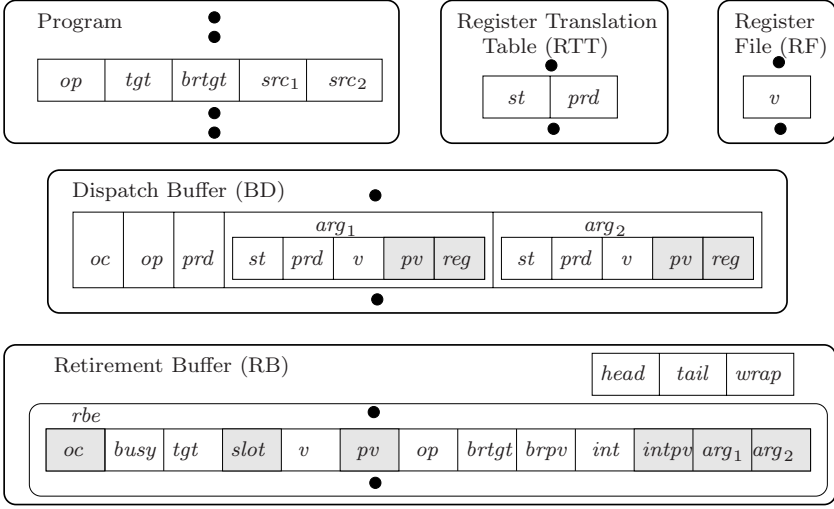 Program
op tgt brtgt src1 src2
Register Translation
Table (RTT)
st prd
Register
File (RF)
v
Dispatch Buffer (BD)
arg1 arg2
oc op prd st prd v pv reg st prd v pv reg
Retirement Buffer (RB)
head tail wrap
rbe
oc busy tgt slot v pv op brtgt brpv int intpv arg1 arg2